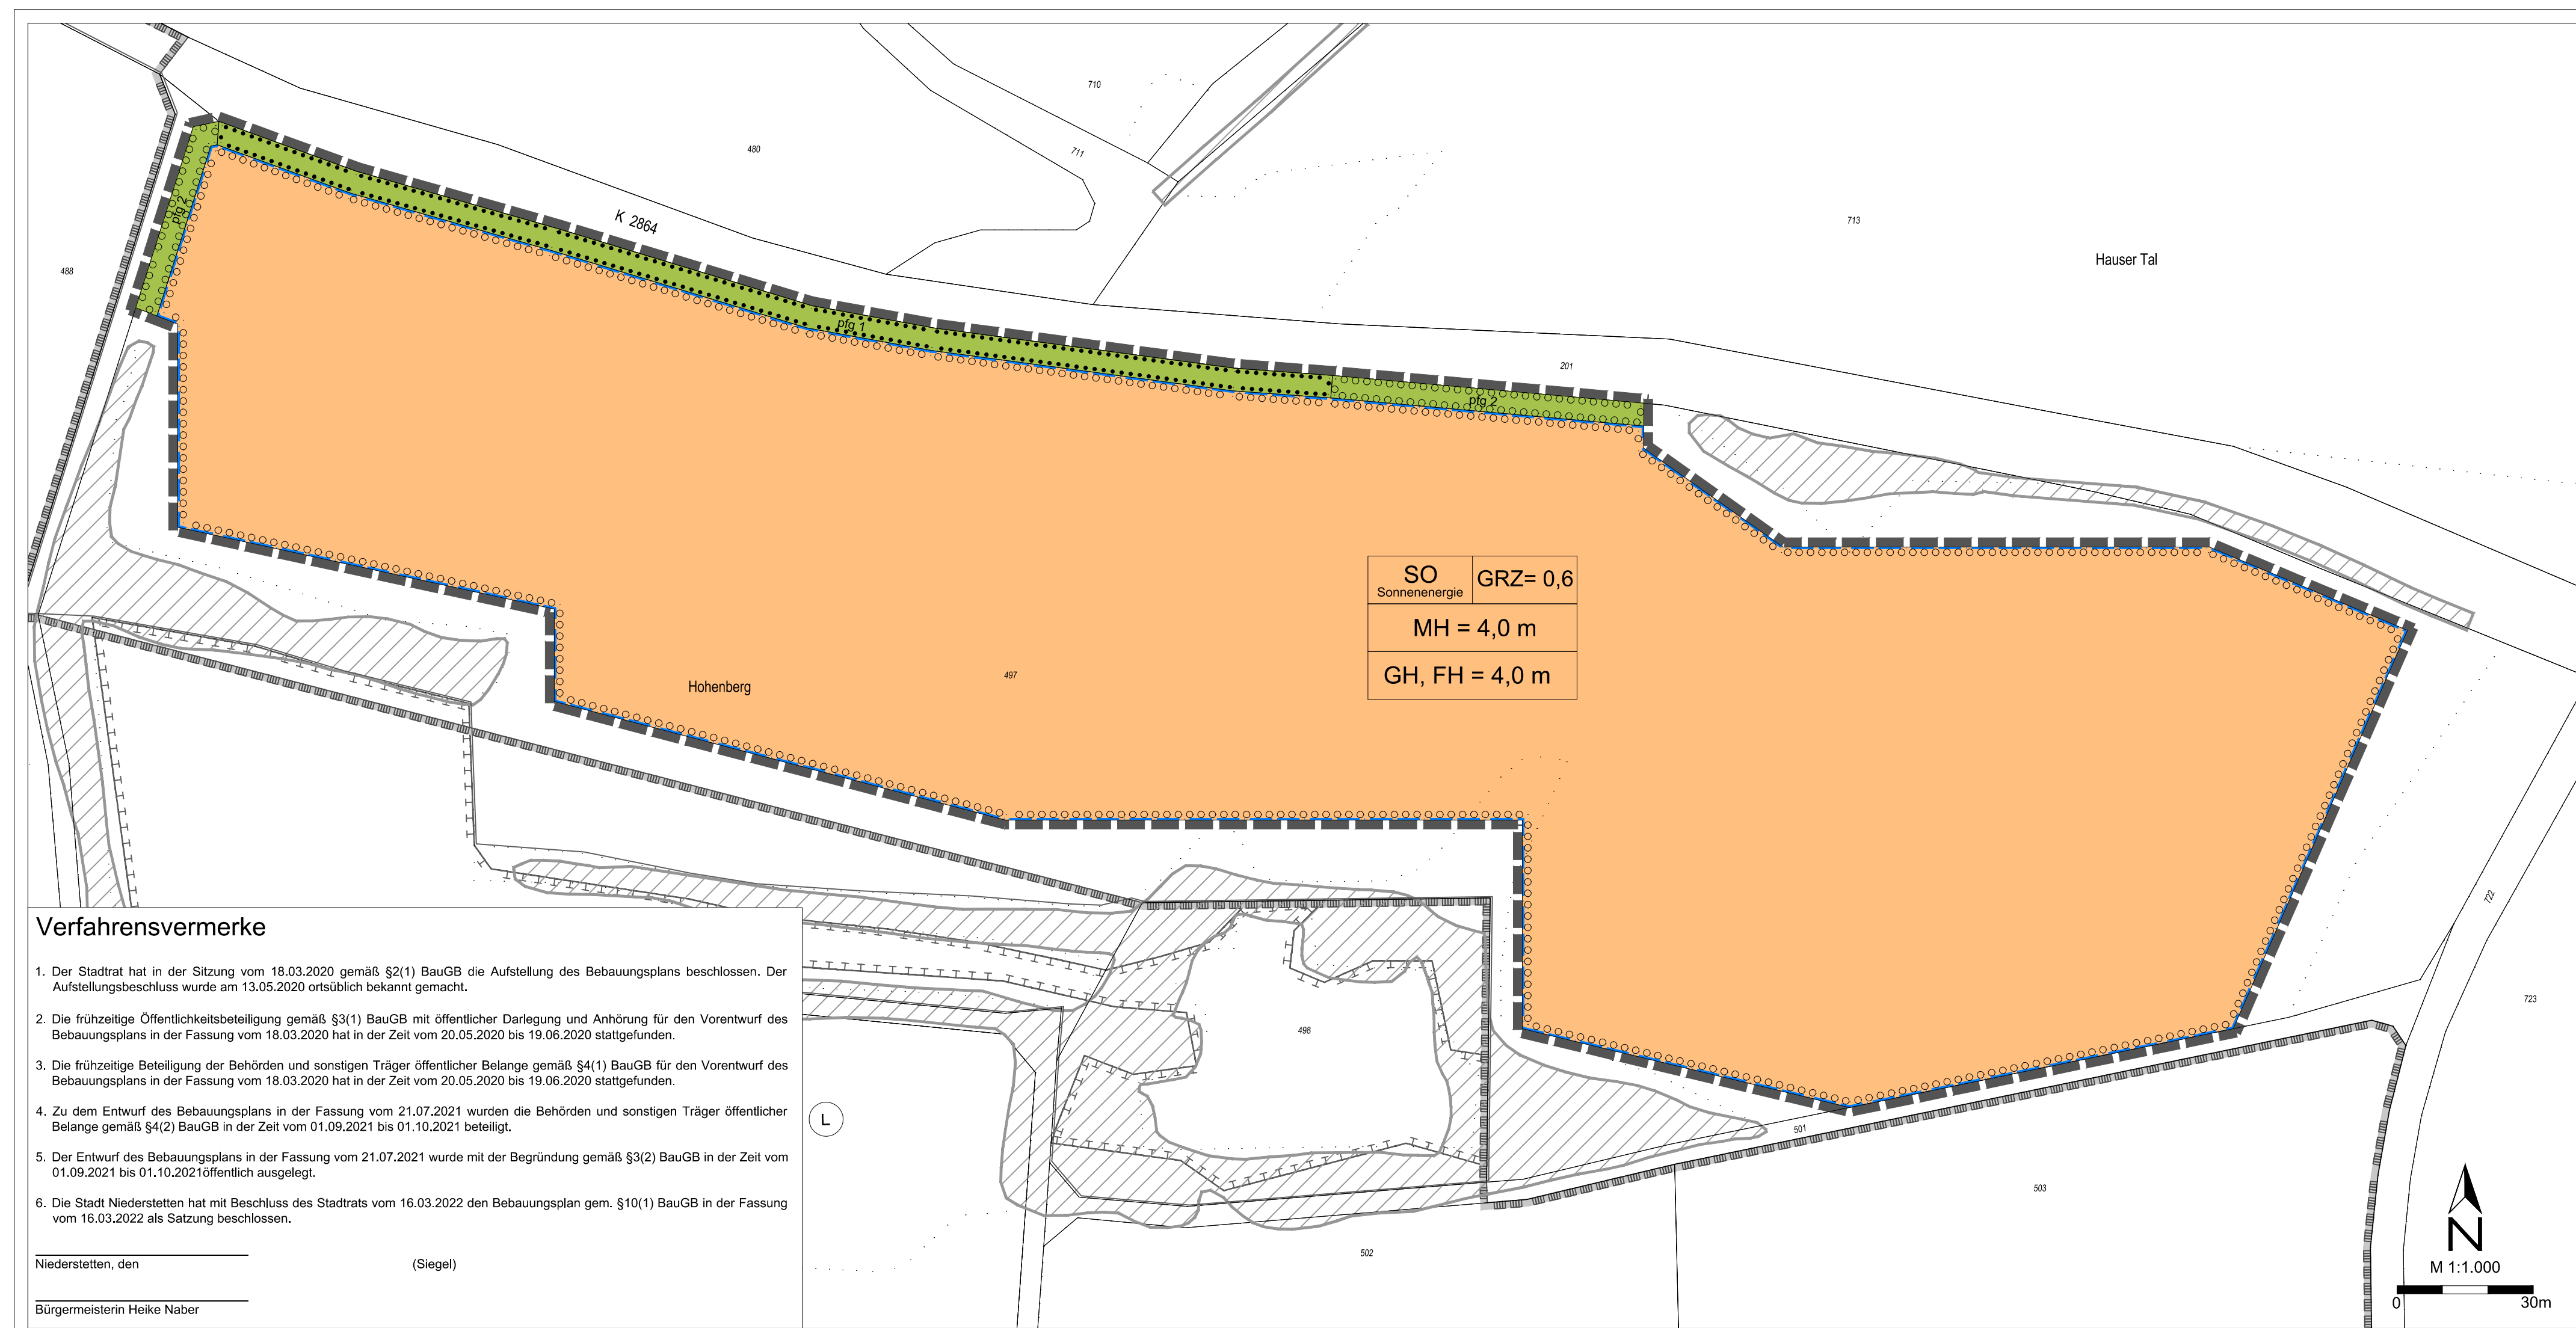 710
480
711
K 2864
713
Hauser Tal
488
pfg 2
pfg 1
201
pfg 2
SO
Sonnenenergie
GRZ= 0,6
MH = 4,0 m
GH, FH = 4,0 m
497
Hohenberg
722
723
498
L
501
503
502
Verfahrensvermerke
1. Der Stadtrat hat in der Sitzung vom 18.03.2020 gemäß §2(1) BauGB die Aufstellung des Bebauungsplans beschlossen. Der
Aufstellungsbeschluss wurde am 13.05.2020 ortsüblich bekannt gemacht.
2. Die frühzeitige Öffentlichkeitsbeteiligung gemäß §3(1) BauGB mit öffentlicher Darlegung und Anhörung für den Vorentwurf des
Bebauungsplans in der Fassung vom 18.03.2020 hat in der Zeit vom 20.05.2020 bis 19.06.2020 stattgefunden.
3. Die frühzeitige Beteiligung der Behörden und sonstigen Träger öffentlicher Belange gemäß §4(1) BauGB für den Vorentwurf des
Bebauungsplans in der Fassung vom 18.03.2020 hat in der Zeit vom 20.05.2020 bis 19.06.2020 stattgefunden.
4. Zu dem Entwurf des Bebauungsplans in der Fassung vom 21.07.2021 wurden die Behörden und sonstigen Träger öffentlicher
Belange gemäß §4(2) BauGB in der Zeit vom 01.09.2021 bis 01.10.2021 beteiligt.
5. Der Entwurf des Bebauungsplans in der Fassung vom 21.07.2021 wurde mit der Begründung gemäß §3(2) BauGB in der Zeit vom
01.09.2021 bis 01.10.2021öffentlich ausgelegt.
6. Die Stadt Niederstetten hat mit Beschluss des Stadtrats vom 16.03.2022 den Bebauungsplan gem. §10(1) BauGB in der Fassung
vom 16.03.2022 als Satzung beschlossen.
Niederstetten, den (Siegel)
Bürgermeisterin Heike Naber
N
M 1:1.000
0 30m